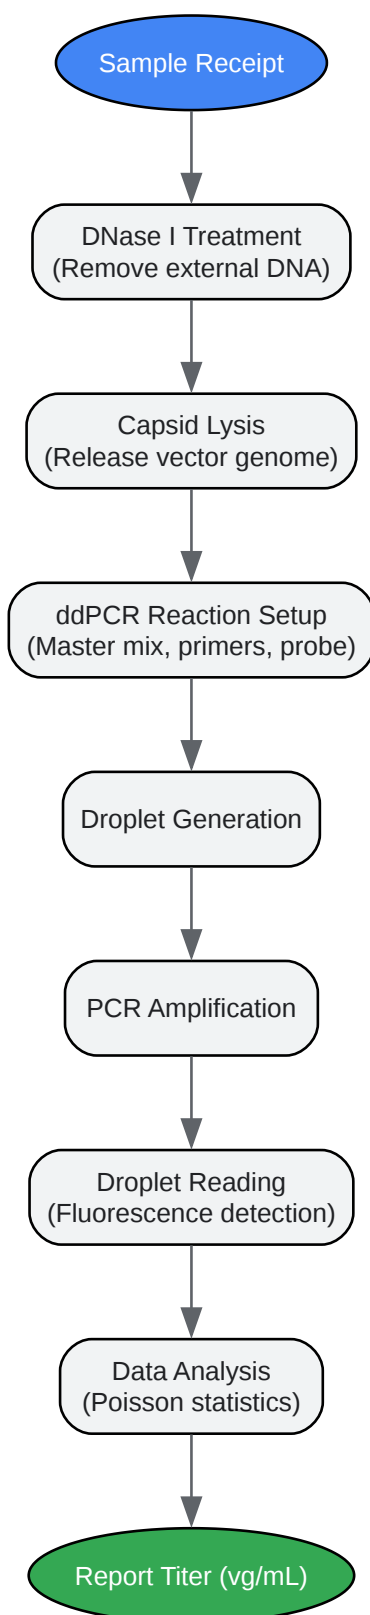 Sample Receipt
DNase I Treatment
(Remove external DNA)
Capsid Lysis
(Release vector genome)
ddPCR Reaction Setup
(Master mix, primers, probe)
Droplet Generation
PCR Amplification
Droplet Reading
(Fluorescence detection)
Data Analysis
(Poisson statistics)
Report Titer (vg/mL)